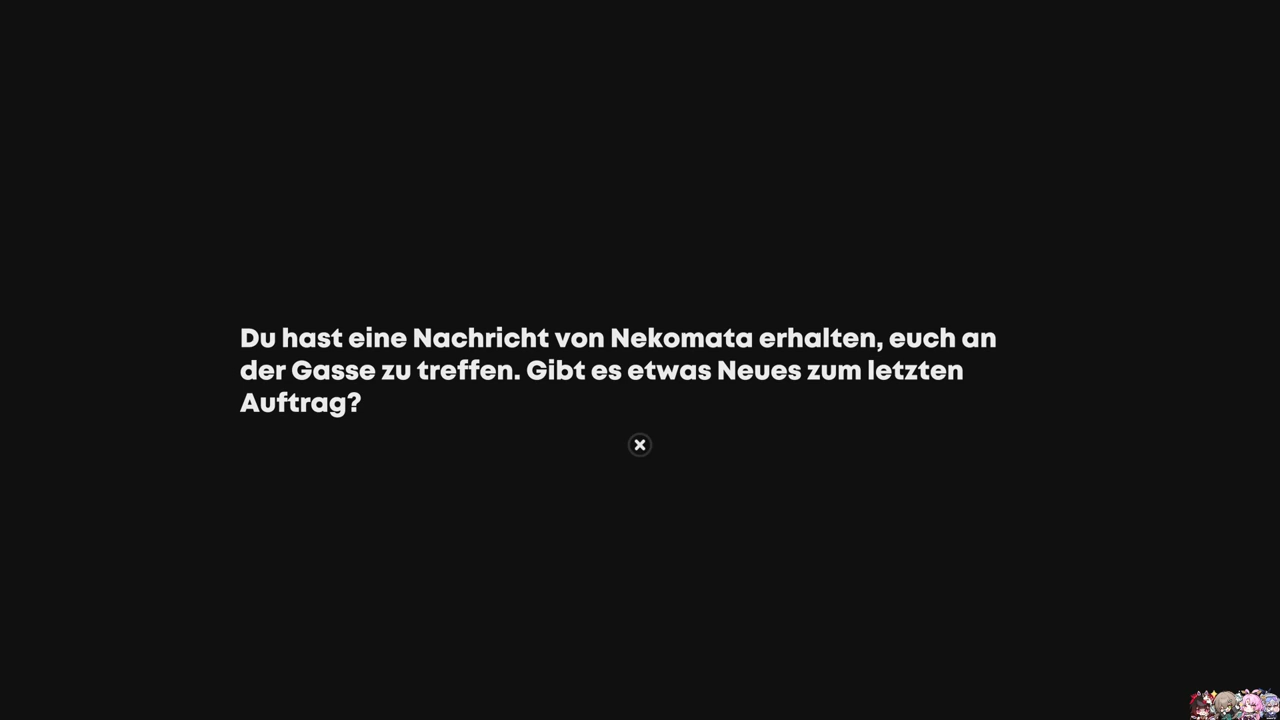 Du hast eine Nachricht von Nekomata erhalten, euch an
der Gasse zu treffen. Gibt es etwas Neues zum letzten
Auftrag?